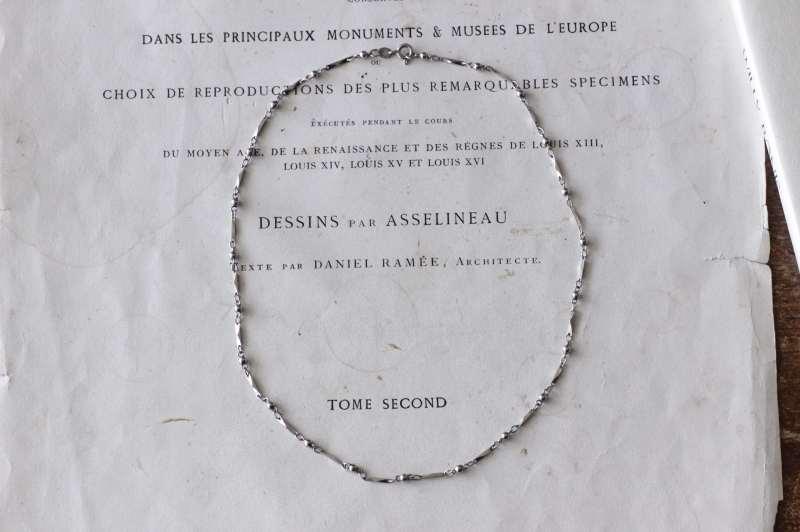 DANS LES PRINCIPAUX MONUMENTS & MUSEES DE L'EUROPE
OU
CHOIX DE REPRODUCTIONS DES PLUS REMARQUABLES SPECIMENS
EXÉCUTÉS PENDANT LE COURS
DU MOYEN AGE, DE LA RENAISSANCE ET DES RÈGNES DE LOUIS XIII,
LOUIS XIV, LOUIS XV ET LOUIS XVI
DESSINS PAR ASSELINEAU
TEXTE PAR DANIEL RAMÉE, ARCHITECTE.
TOME SECOND